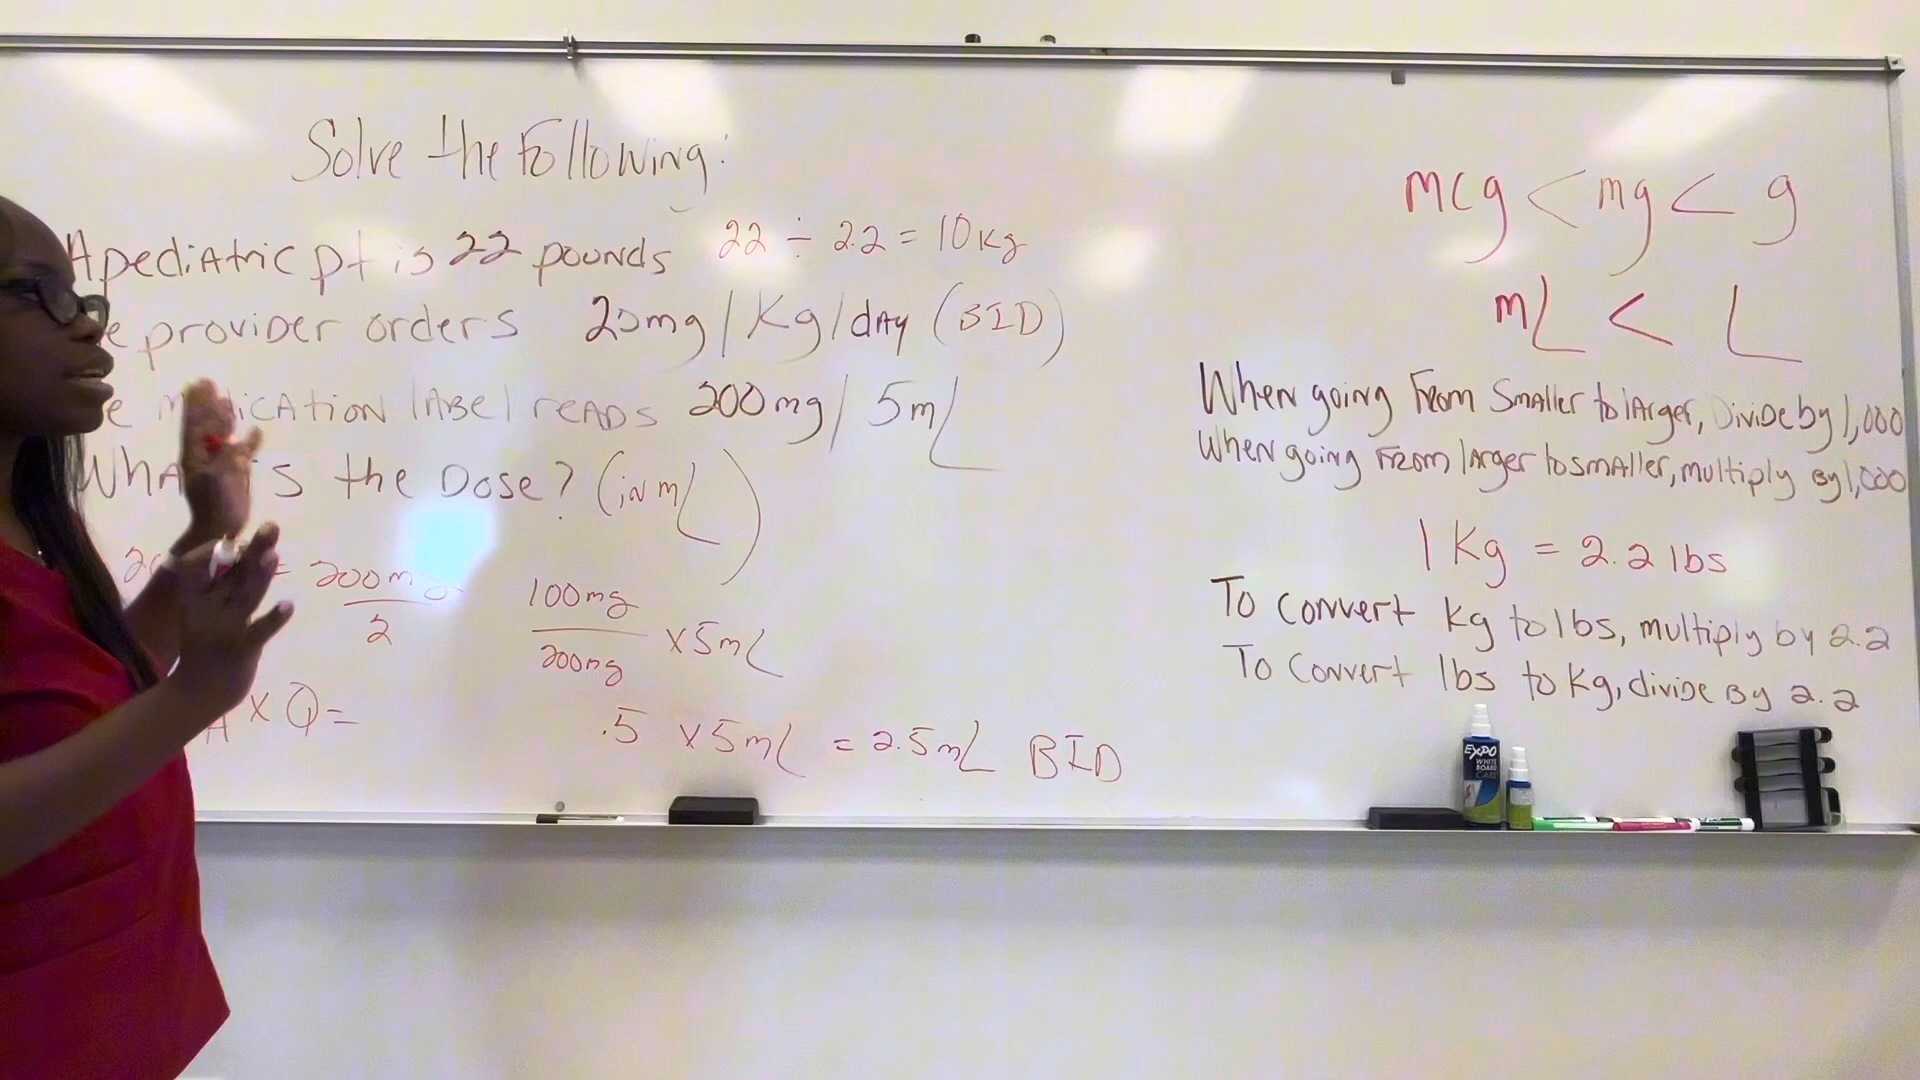 Solve the Following:
A pediatric pt is 22 pounds 22 ÷ 2.2 = 10 kg
e provider orders 20mg/Kg/day (BID)
e medication label reads 200mg/5mL
What is the Dose? (in mL)
= 200mg
2
100mg
200mg
x 5mL
A x Q =
.5 x 5mL = 2.5mL BID
mcg < mg < g
mL < L
When going from smaller to larger, Divide by 1,000
When going from larger to smaller, multiply by 1,000
1 Kg = 2.2 lbs
To convert kg to lbs, multiply by 2.2
To convert lbs to kg, divide by 2.2
EXPO
WHITE
BOARD
CARE